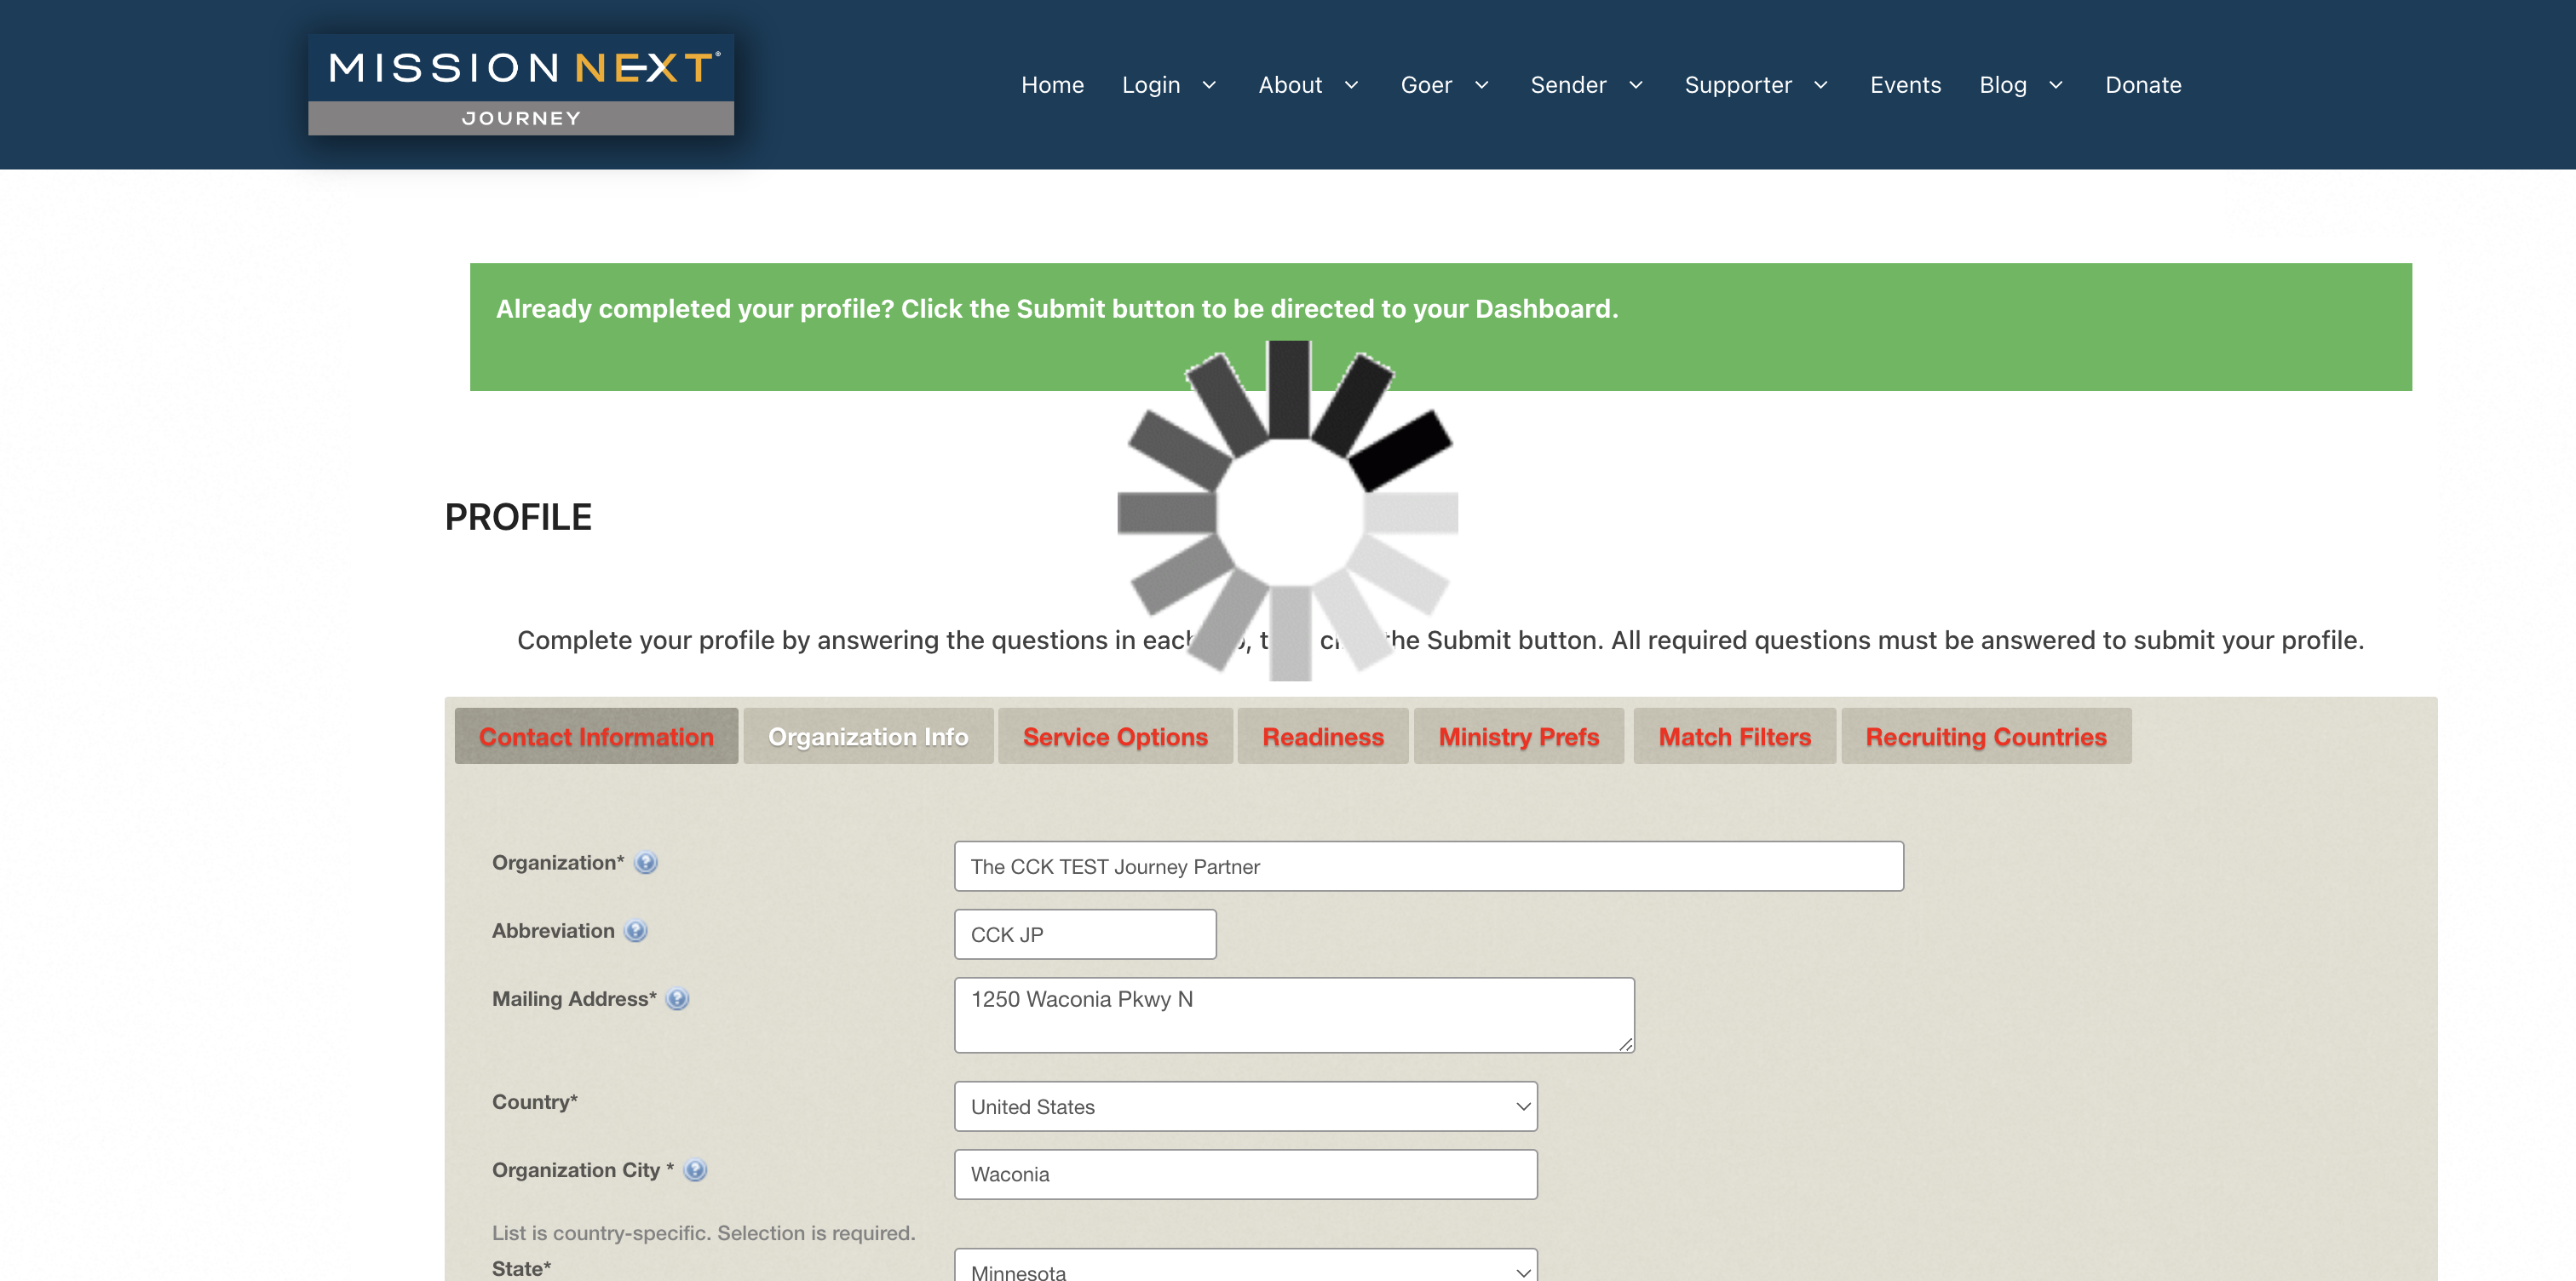 MISSION NEXT®
JOURNEY
Home Login About Goer Sender Supporter Events Blog Donate
Already completed your profile? Click the Submit button to be directed to your Dashboard.
PROFILE
Complete your profile by answering the questions in each the Submit button. All required questions must be answered to submit your profile.
Contact Information Organization Info Service Options Readiness Ministry Prefs Match Filters Recruiting Countries
Organization* ? The CCK TEST Journey Partner
Abbreviation ? CCK JP
Mailing Address* ? 1250 Waconia Pkwy N
Country* United States
Organization City * ? Waconia
List is country-specific. Selection is required.
State* Minnesota